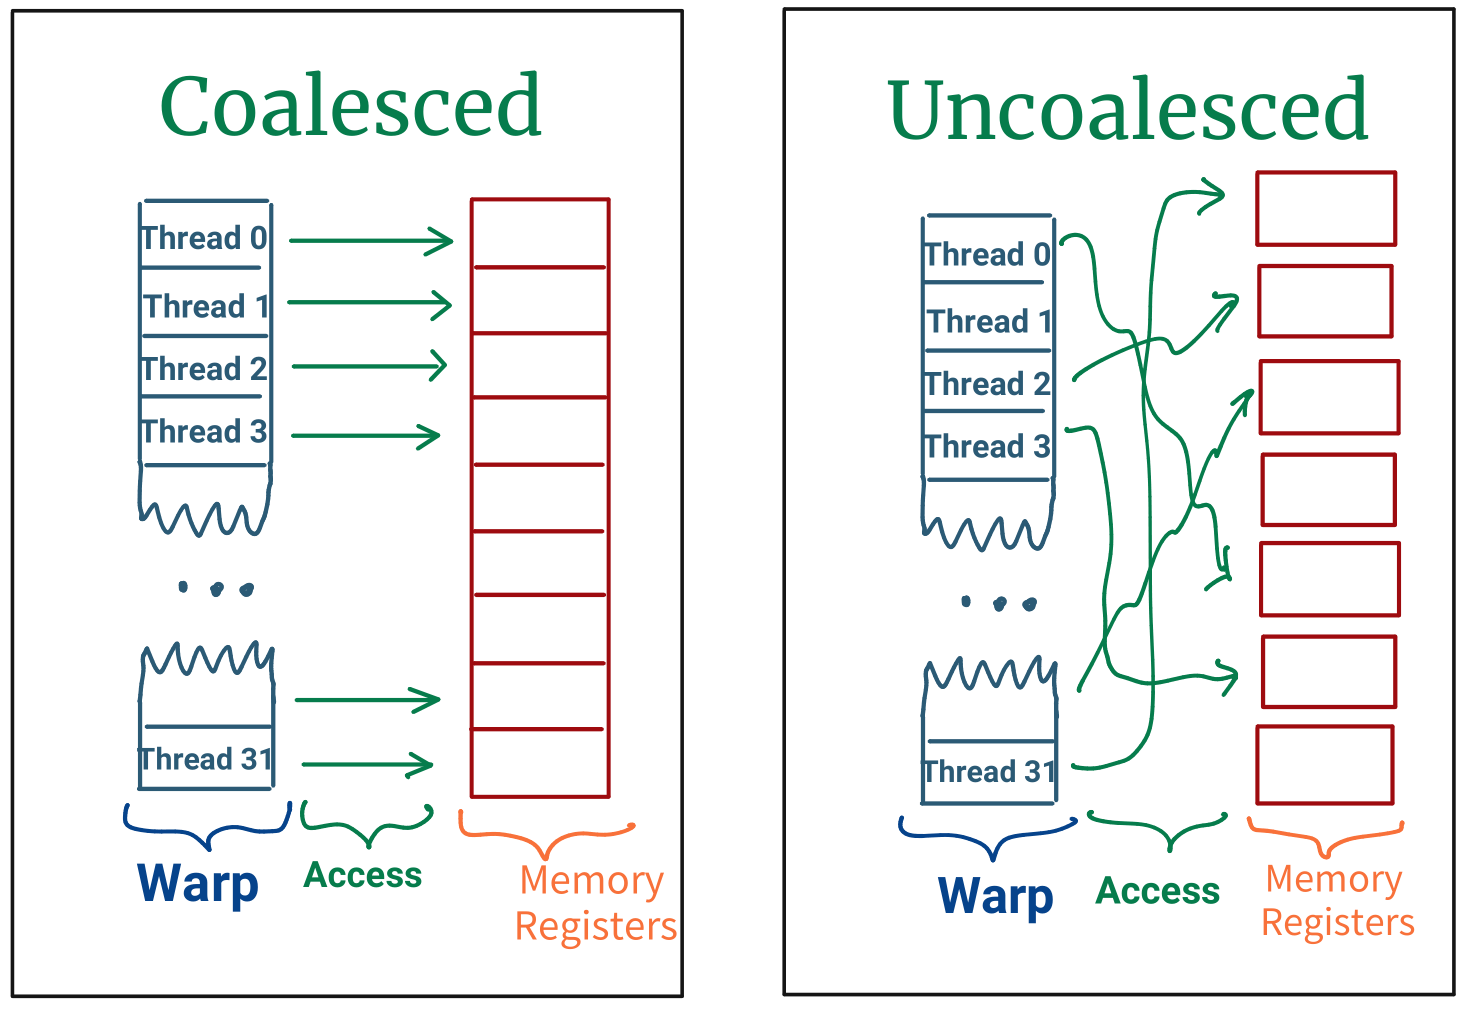 Coalesced
Thread 0
Thread 1
Thread 2
Thread 3
...
Thread 31
Warp
Access
Memory
Registers
Uncoalesced
Thread 0
Thread 1
Thread 2
Thread 3
...
Thread 31
Warp
Access
Memory
Registers